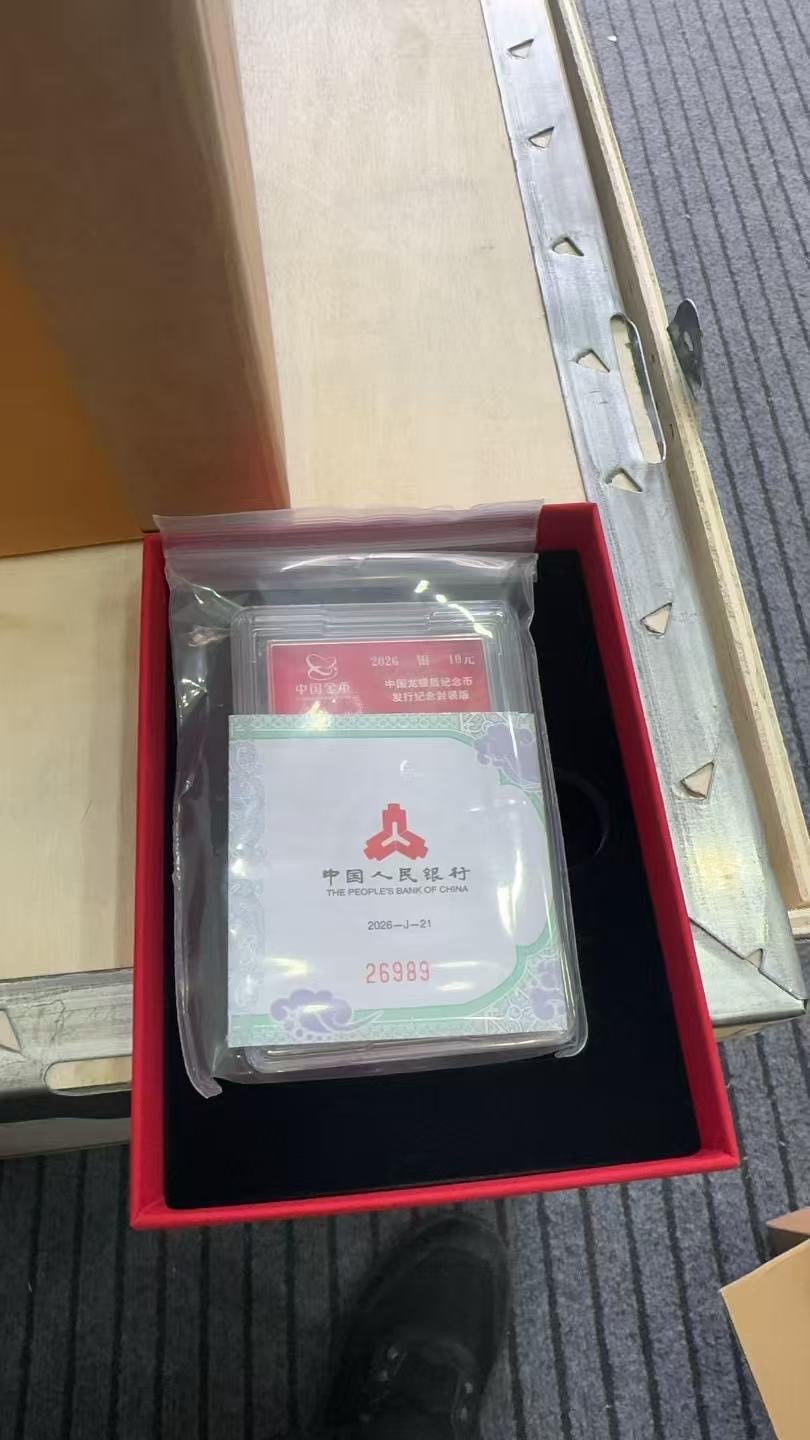 中国金币
2026 银 10元
中国龙银质纪念币
发行纪念封装版
中国人民银行
THE PEOPLE'S BANK OF CHINA
2026—J—21
26989